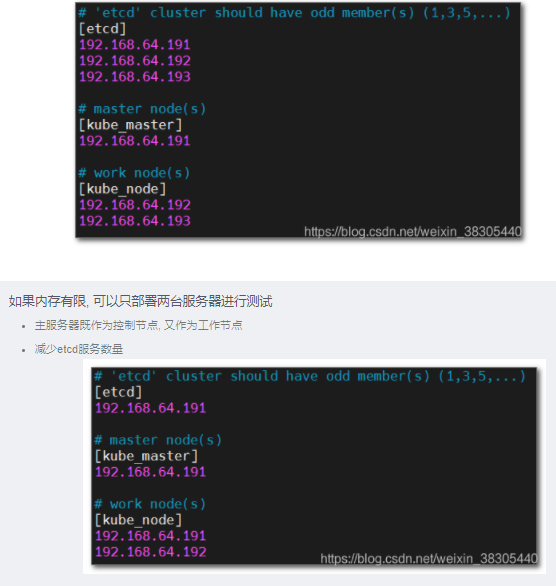 # 'etcd' cluster should have odd member(s) (1,3,5,...)
[etcd]
192.168.64.191
192.168.64.192
192.168.64.193
# master node(s)
[kube_master]
192.168.64.191
# work node(s)
[kube_node]
192.168.64.192
192.168.64.193
https://blog.csdn.net/weixin_38305440
如果内存有限, 可以只部署两台服务器进行测试
• 主服务器既作为控制节点, 又作为工作节点
• 减少etcd服务数量
# 'etcd' cluster should have odd member(s) (1,3,5,...)
[etcd]
192.168.64.191
# master node(s)
[kube_master]
192.168.64.191
# work node(s)
[kube_node]
192.168.64.191
192.168.64.192
https://blog.csdn.net/weixin_38305440